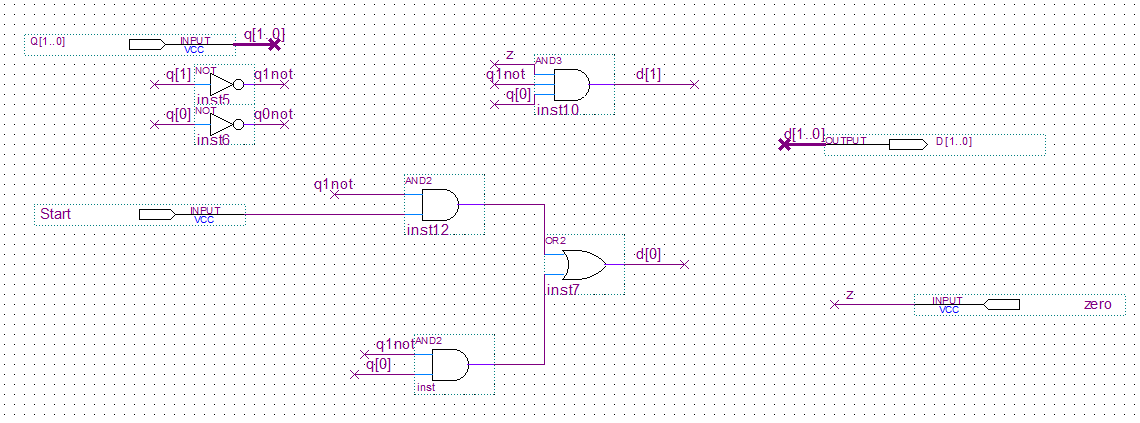 Q[1..0]
INPUT
VCC
q[1..0]
q[1]
NOT
q1not
inst5
q[0]
NOT
q0not
inst6
Z
AND3
q1not
q[0]
d[1]
inst10
d[1..0]
OUTPUT
D[1..0]
q1not
AND2
Start
INPUT
VCC
inst12
OR2
d[0]
inst7
Z
INPUT
VCC
zero
q1not
AND2
q[0]
inst